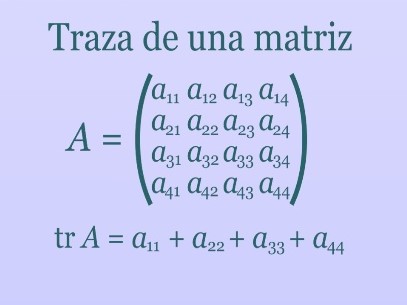 Traza de una matriz
a₁₁ a₁₂ a₁₃ a₁₄
a₂₁ a₂₂ a₂₃ a₂₄
A = a₃₁ a₃₂ a₃₃ a₃₄
a₄₁ a₄₂ a₄₃ a₄₄
tr A = a₁₁ + a₂₂ + a₃₃ + a₄₄